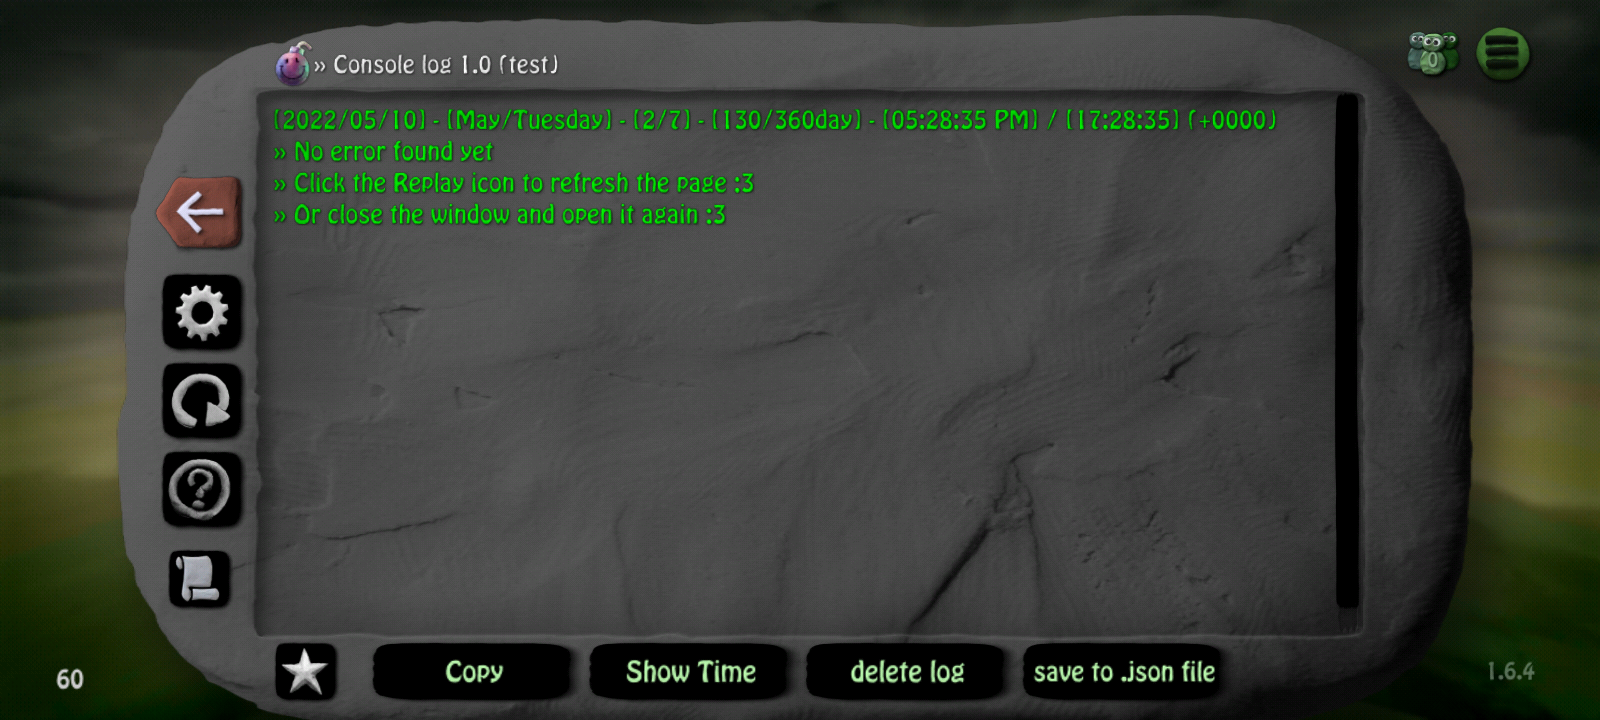 » Console log 1.0 (test)
[2022/05/10] - [May/Tuesday] - [2/7] - [130/360day] - [05:28:35 PM] / [17:28:35] (+0000)
» No error found yet
» Click the Replay icon to refresh the page :3
» Or close the window and open it again :3
Copy
Show Time
delete log
save to .json file
0
60
1.6.4